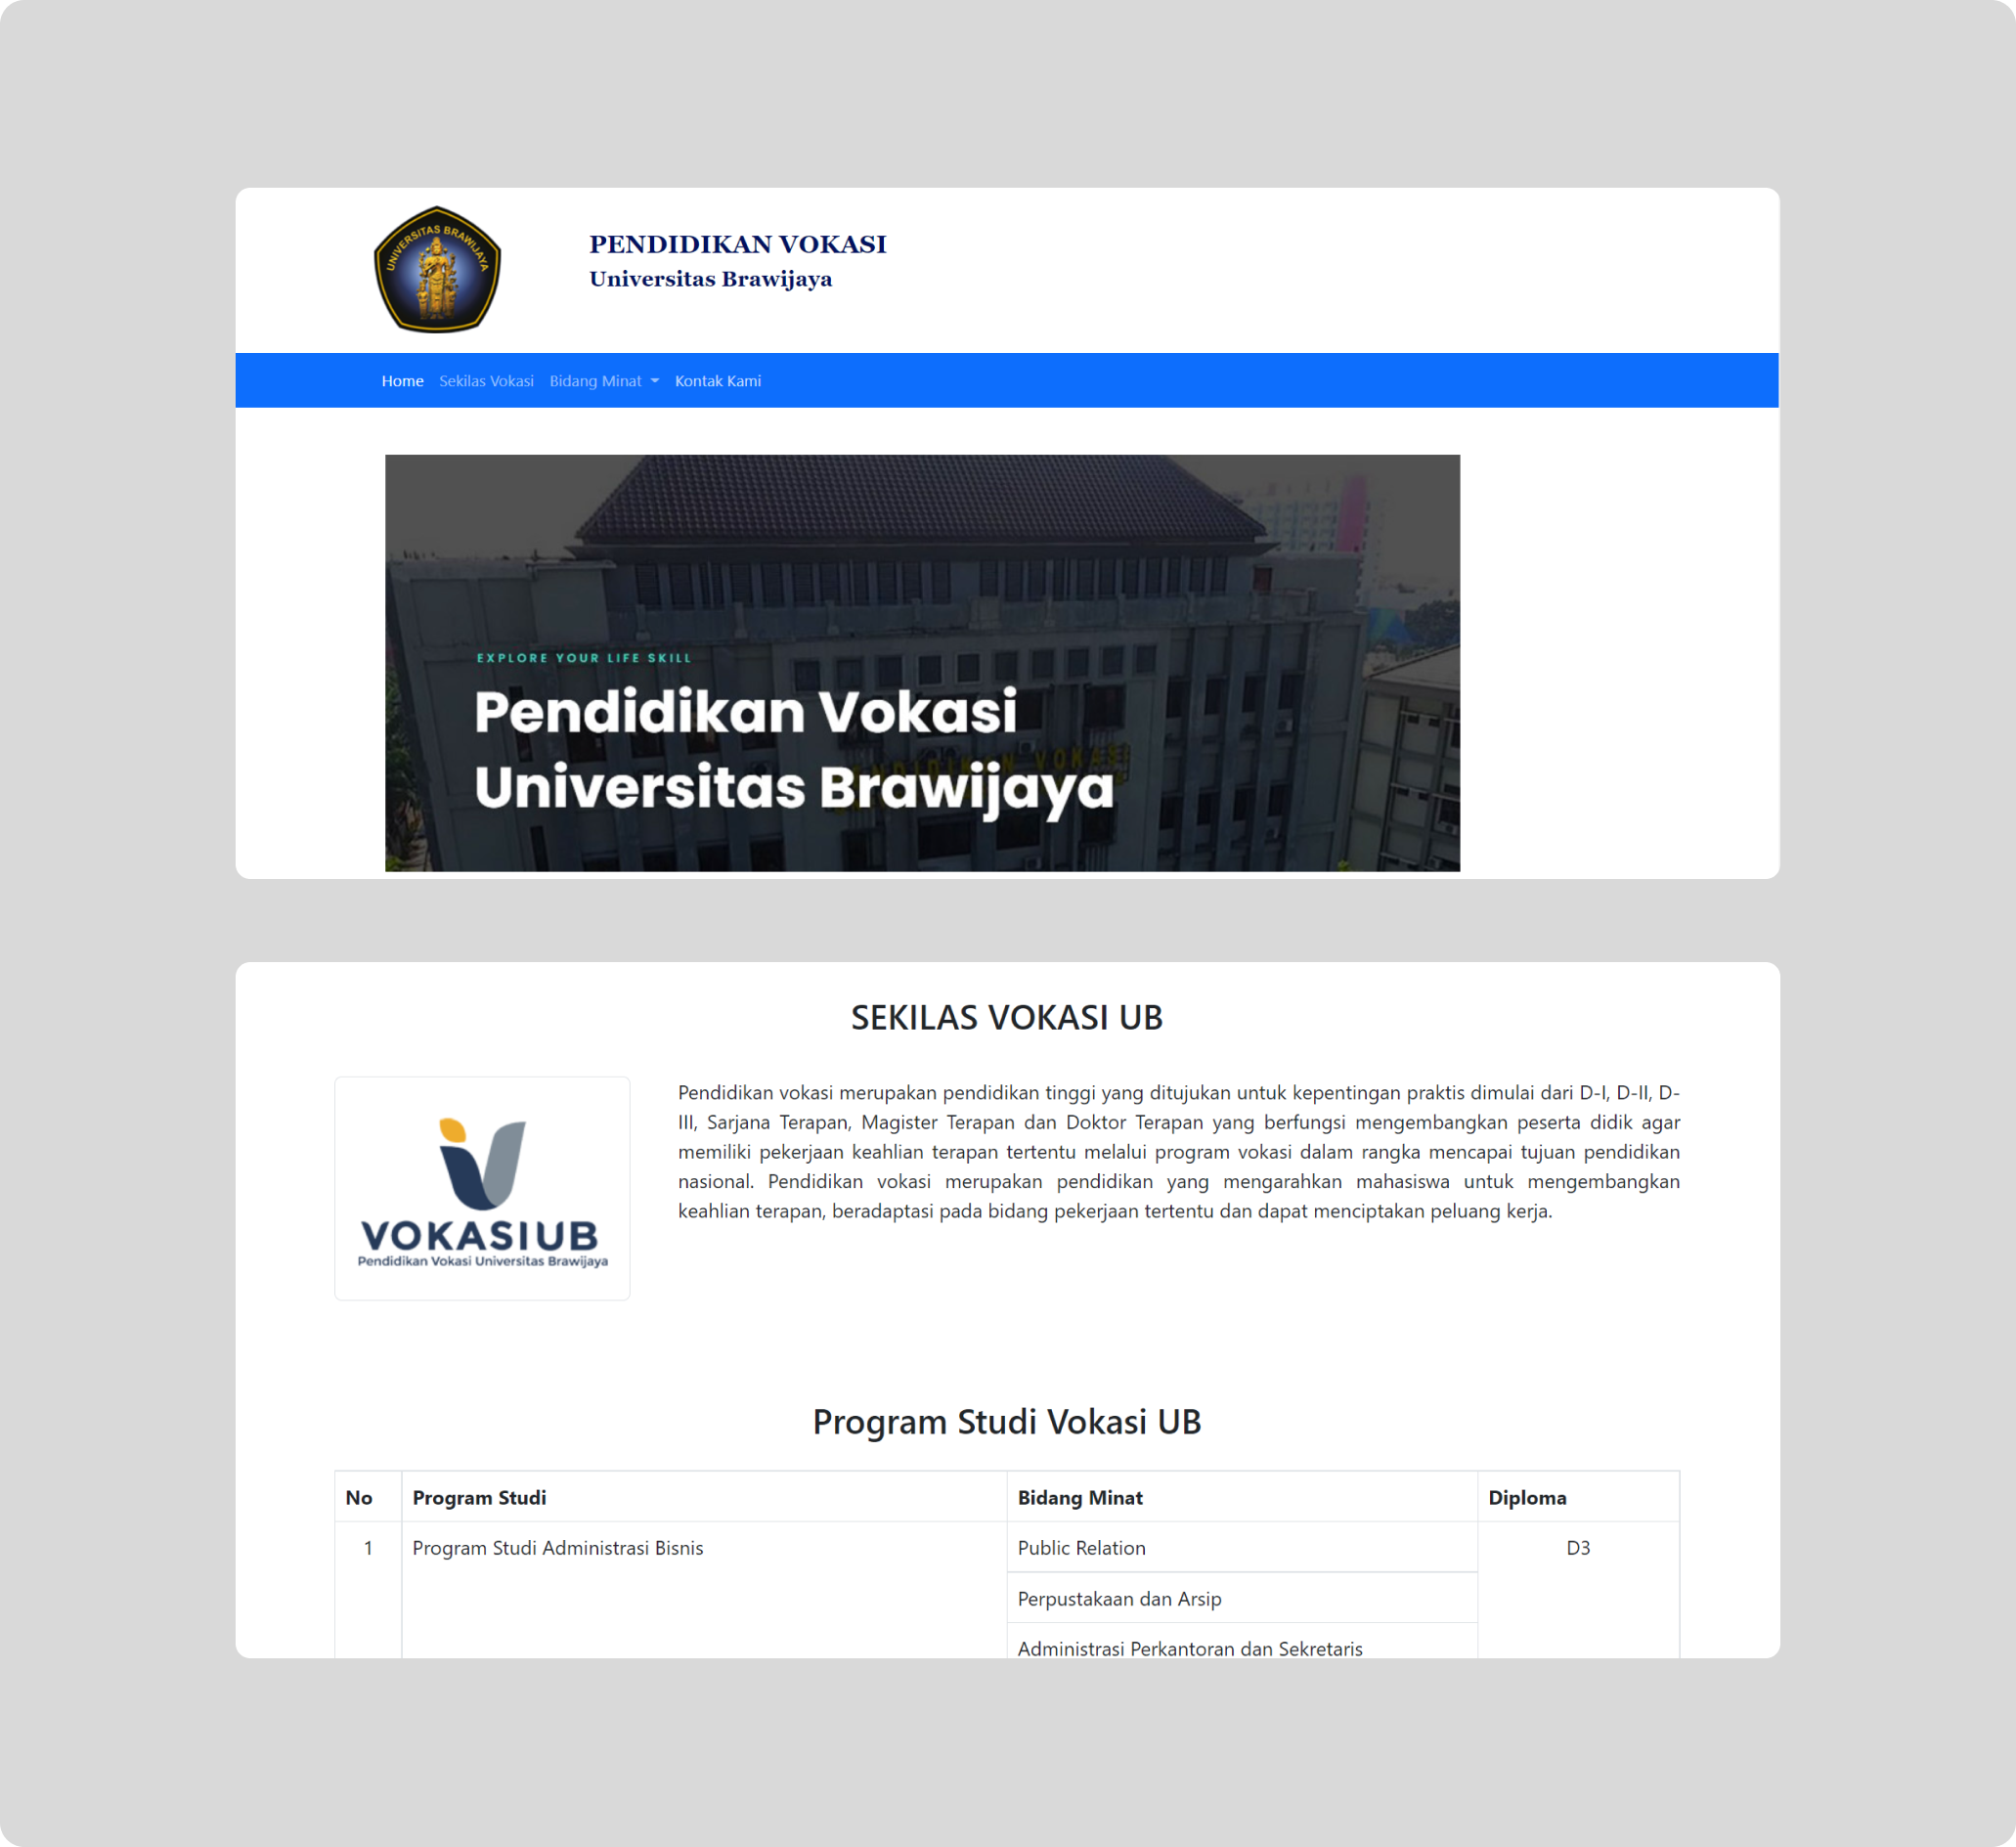 UNIVERSITAS BRAWIJAYA
PENDIDIKAN VOKASI
Universitas Brawijaya
Home Sekilas Vokasi Bidang Minat Kontak Kami
EXPLORE YOUR LIFE SKILL
Pendidikan Vokasi
Universitas Brawijaya
PENDIDIKAN VOKASI
SEKILAS VOKASI UB
VOKASIUB
Pendidikan Vokasi Universitas Brawijaya
Pendidikan vokasi merupakan pendidikan tinggi yang ditujukan untuk kepentingan praktis dimulai dari D-I, D-II, D-
III, Sarjana Terapan, Magister Terapan dan Doktor Terapan yang berfungsi mengembangkan peserta didik agar
memiliki pekerjaan keahlian terapan tertentu melalui program vokasi dalam rangka mencapai tujuan pendidikan
nasional. Pendidikan vokasi merupakan pendidikan yang mengarahkan mahasiswa untuk mengembangkan
keahlian terapan, beradaptasi pada bidang pekerjaan tertentu dan dapat menciptakan peluang kerja.
Program Studi Vokasi UB
No Program Studi Bidang Minat Diploma
1 Program Studi Administrasi Bisnis Public Relation D3
Perpustakaan dan Arsip
Administrasi Perkantoran dan Sekretaris